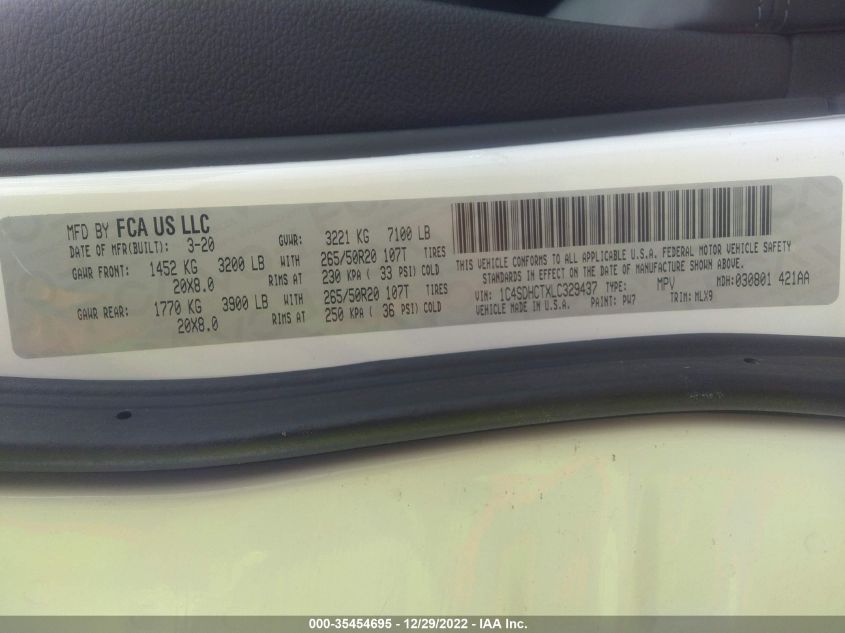 MFD BY FCA US LLC
DATE OF MFR(BUILT): 3-20 GVWR: 3221 KG 7100 LB
GAWR FRONT: 1452 KG 3200 LB WITH 265/50R20 107T TIRES
20X8.0 RIMS AT 230 KPA ( 33 PSI) COLD
GAWR REAR: 1770 KG 3900 LB WITH 265/50R20 107T TIRES
20X8.0 RIMS AT 250 KPA ( 36 PSI) COLD
THIS VEHICLE CONFORMS TO ALL APPLICABLE U.S.A. FEDERAL MOTOR VEHICLE SAFETY
STANDARDS IN EFFECT ON THE DATE OF MANUFACTURE SHOWN ABOVE.
VIN: 1C4SDHCTXLC329437 TYPE: MPV MDH:030801 421AA
VEHICLE MADE IN U.S.A. PAINT: PW7 TRIM: MLX9
000-35454695 - 12/29/2022 - IAA Inc.